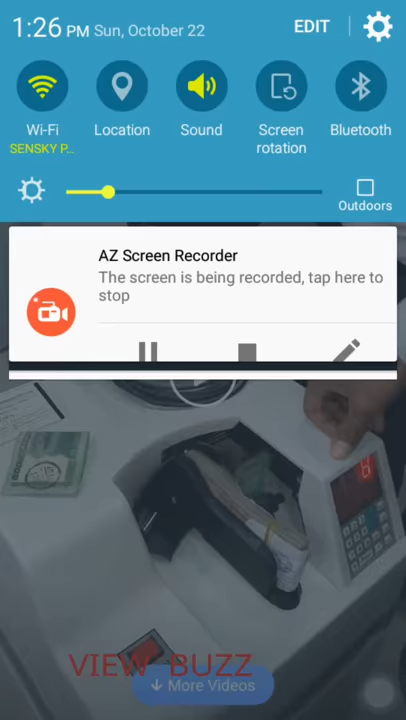 1:26 PM Sun, October 22 EDIT
Wi-Fi Location Sound Screen rotation Bluetooth
SENSKY P...
Outdoors
AZ Screen Recorder
The screen is being recorded, tap here to
stop
VIEW BUZZ
More Videos